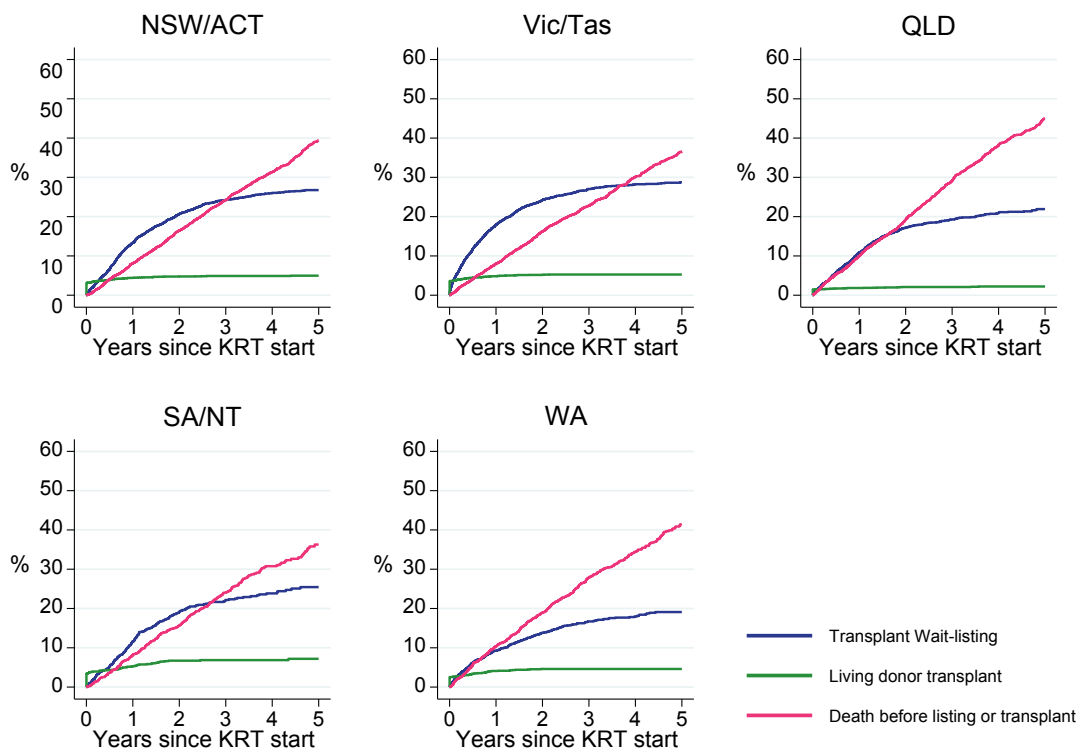 NSW/ACT
Vic/Tas
QLD
60
50
40
%
30
20
10
0
0 1 2 3 4 5
Years since KRT start
60
50
40
%
30
20
10
0
0 1 2 3 4 5
Years since KRT start
60
50
40
%
30
20
10
0
0 1 2 3 4 5
Years since KRT start
SA/NT
WA
60
50
40
%
30
20
10
0
0 1 2 3 4 5
Years since KRT start
60
50
40
%
30
20
10
0
0 1 2 3 4 5
Years since KRT start
Transplant Wait-listing
Living donor transplant
Death before listing or transplant